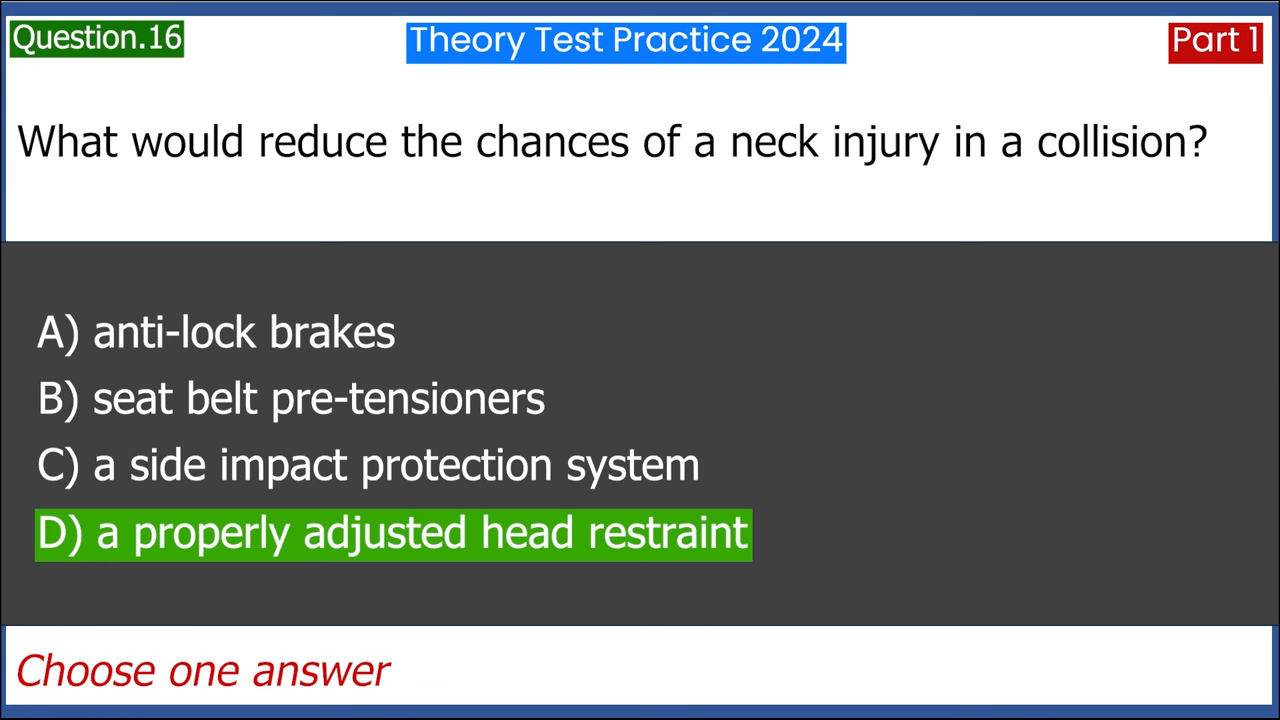 Question.16
Theory Test Practice 2024
Part 1
What would reduce the chances of a neck injury in a collision?
A) anti-lock brakes
B) seat belt pre-tensioners
C) a side impact protection system
D) a properly adjusted head restraint
Choose one answer